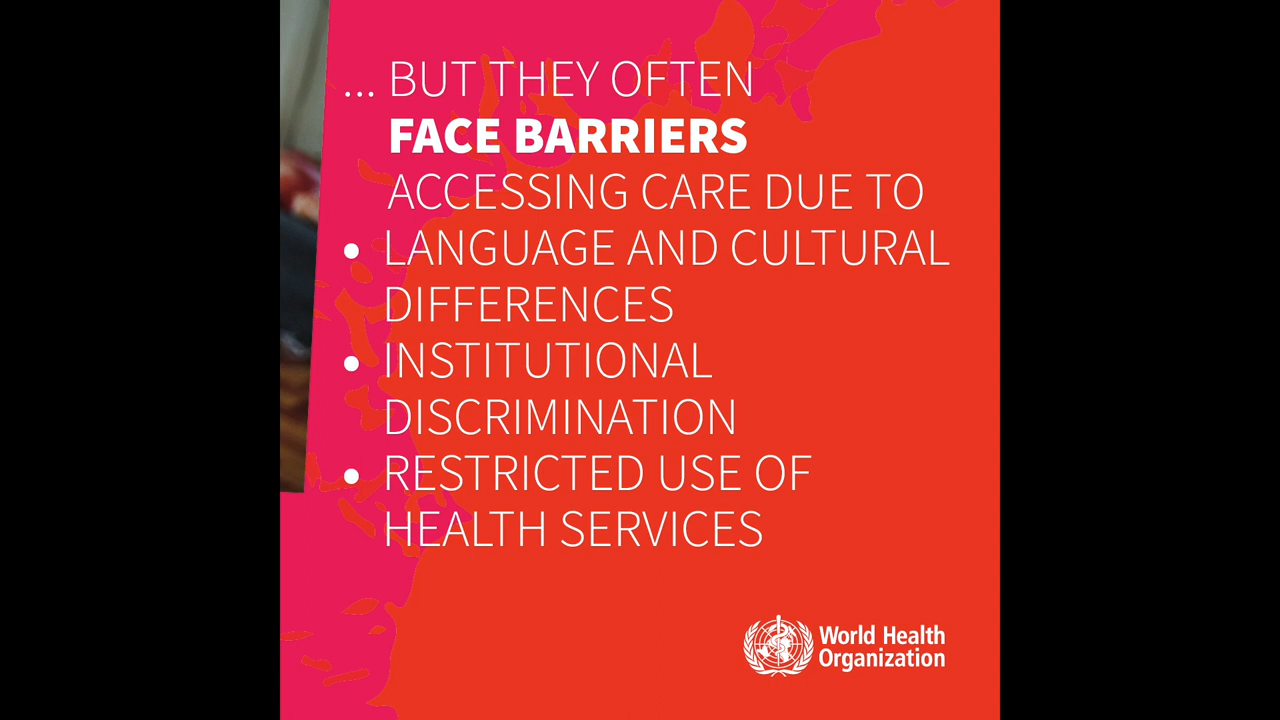 ... BUT THEY OFTEN
FACE BARRIERS
ACCESSING CARE DUE TO
• LANGUAGE AND CULTURAL
DIFFERENCES
• INSTITUTIONAL
DISCRIMINATION
• RESTRICTED USE OF
HEALTH SERVICES
World Health
Organization